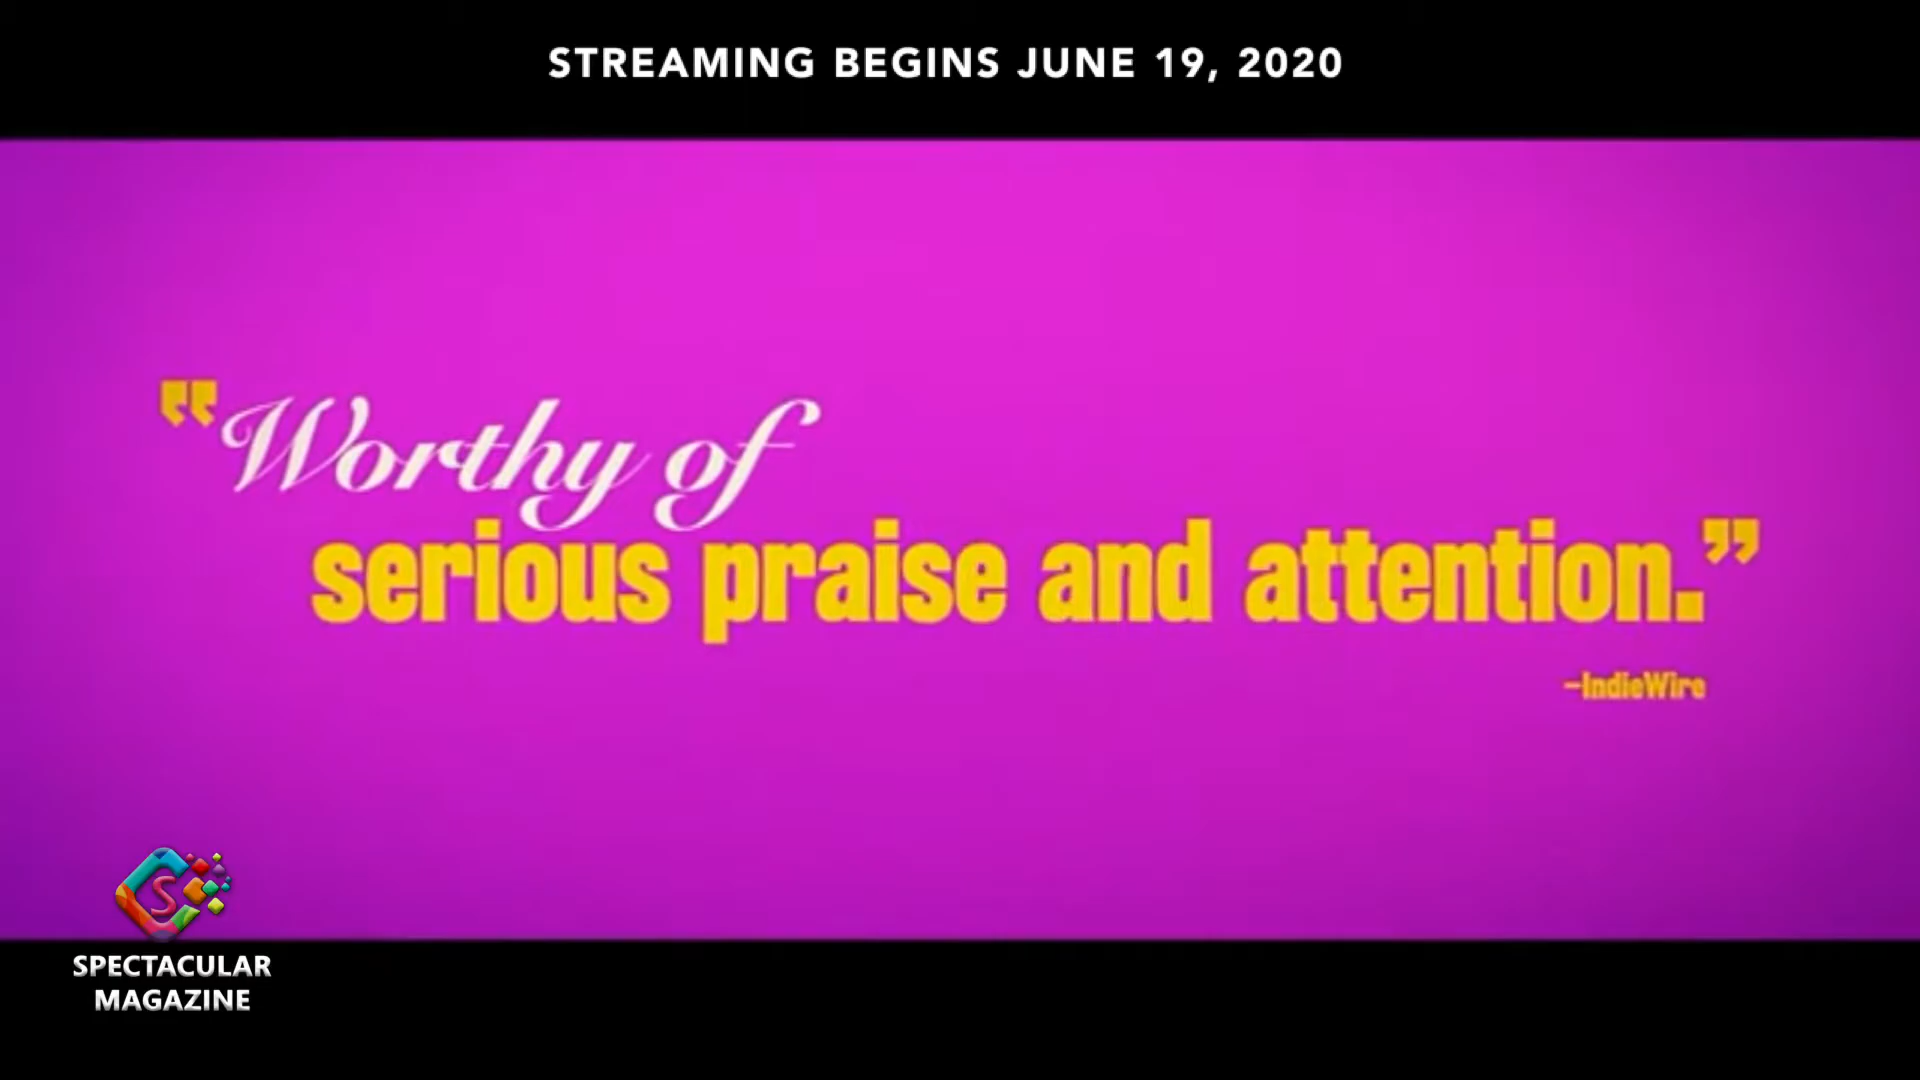 STREAMING BEGINS JUNE 19, 2020
“Worthy of
serious praise and attention.”
–IndieWire
S
SPECTACULAR
MAGAZINE